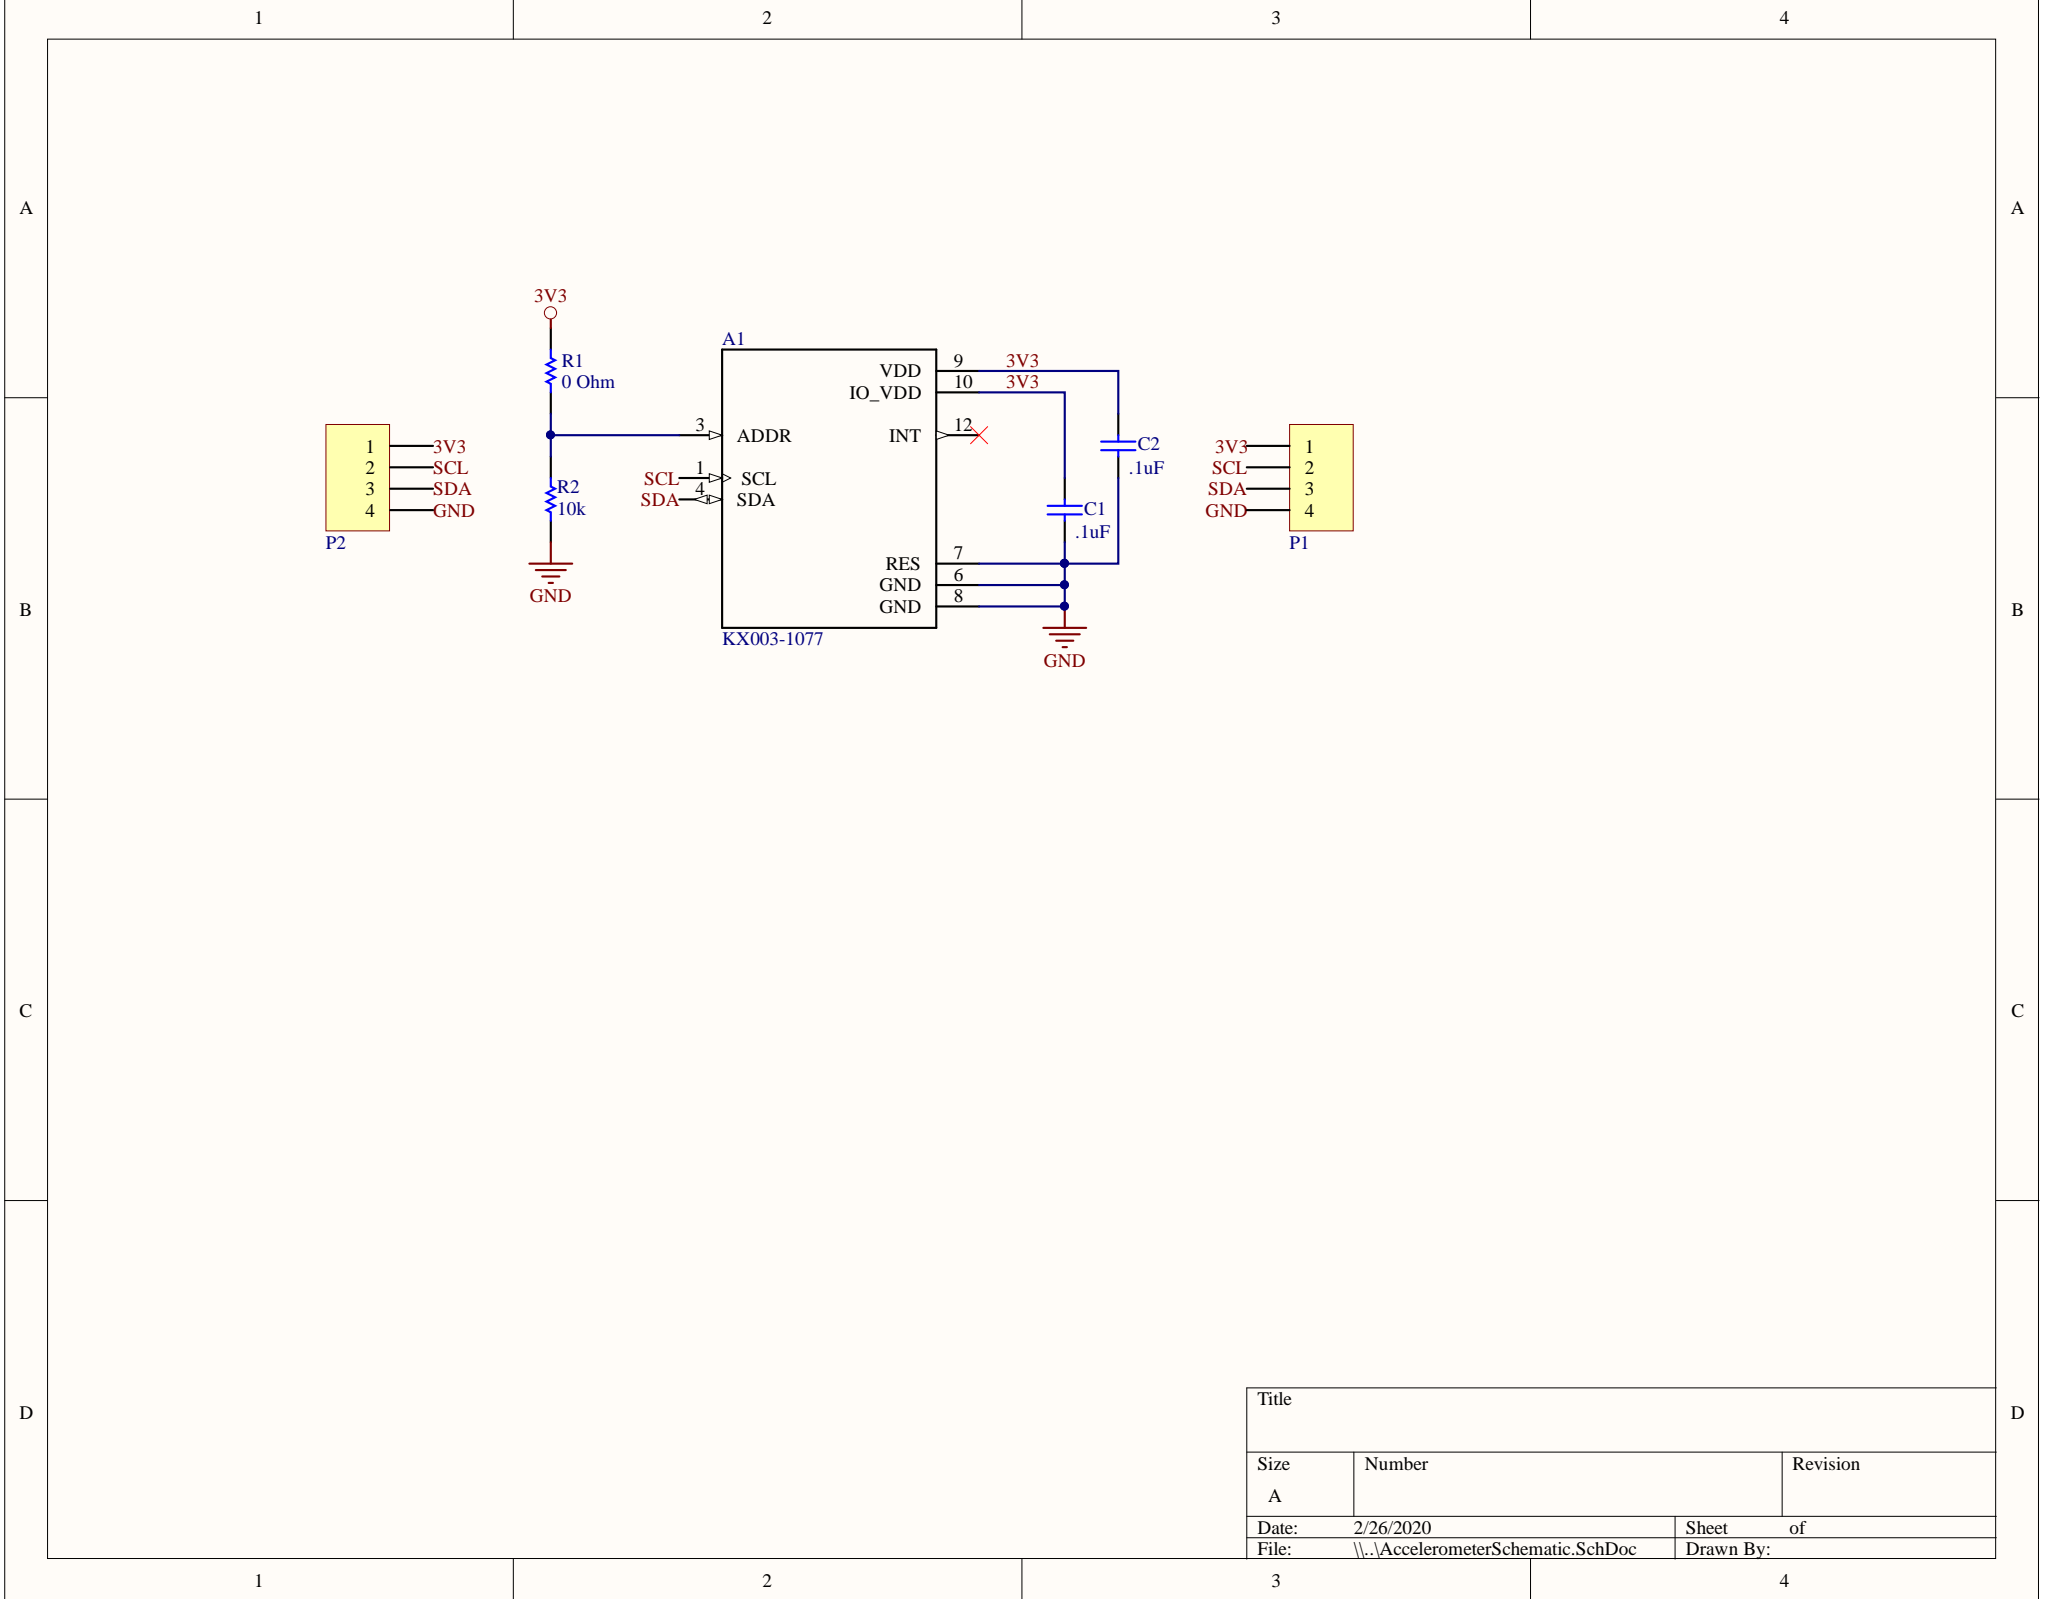 1 2 3 4
A A
3V3
R1
0 Ohm
A1
VDD 9 3V3
IO_VDD 10 3V3
B B
3 ADDR
INT 12
C2
.1uF
1 3V3
2 SCL
3 SDA
4 GND
P2
R2
10k
GND
SCL 1 SCL
SDA 4 SDA
C1
.1uF
3V3 1
SCL 2
SDA 3
GND 4
P1
RES 7
GND 6
GND 8
KX003-1077
GND
C C
D D
Title
Size Number Revision
A
Date: 2/26/2020 Sheet of
File: \\..\AccelerometerSchematic.SchDoc Drawn By:
1 2 3 4